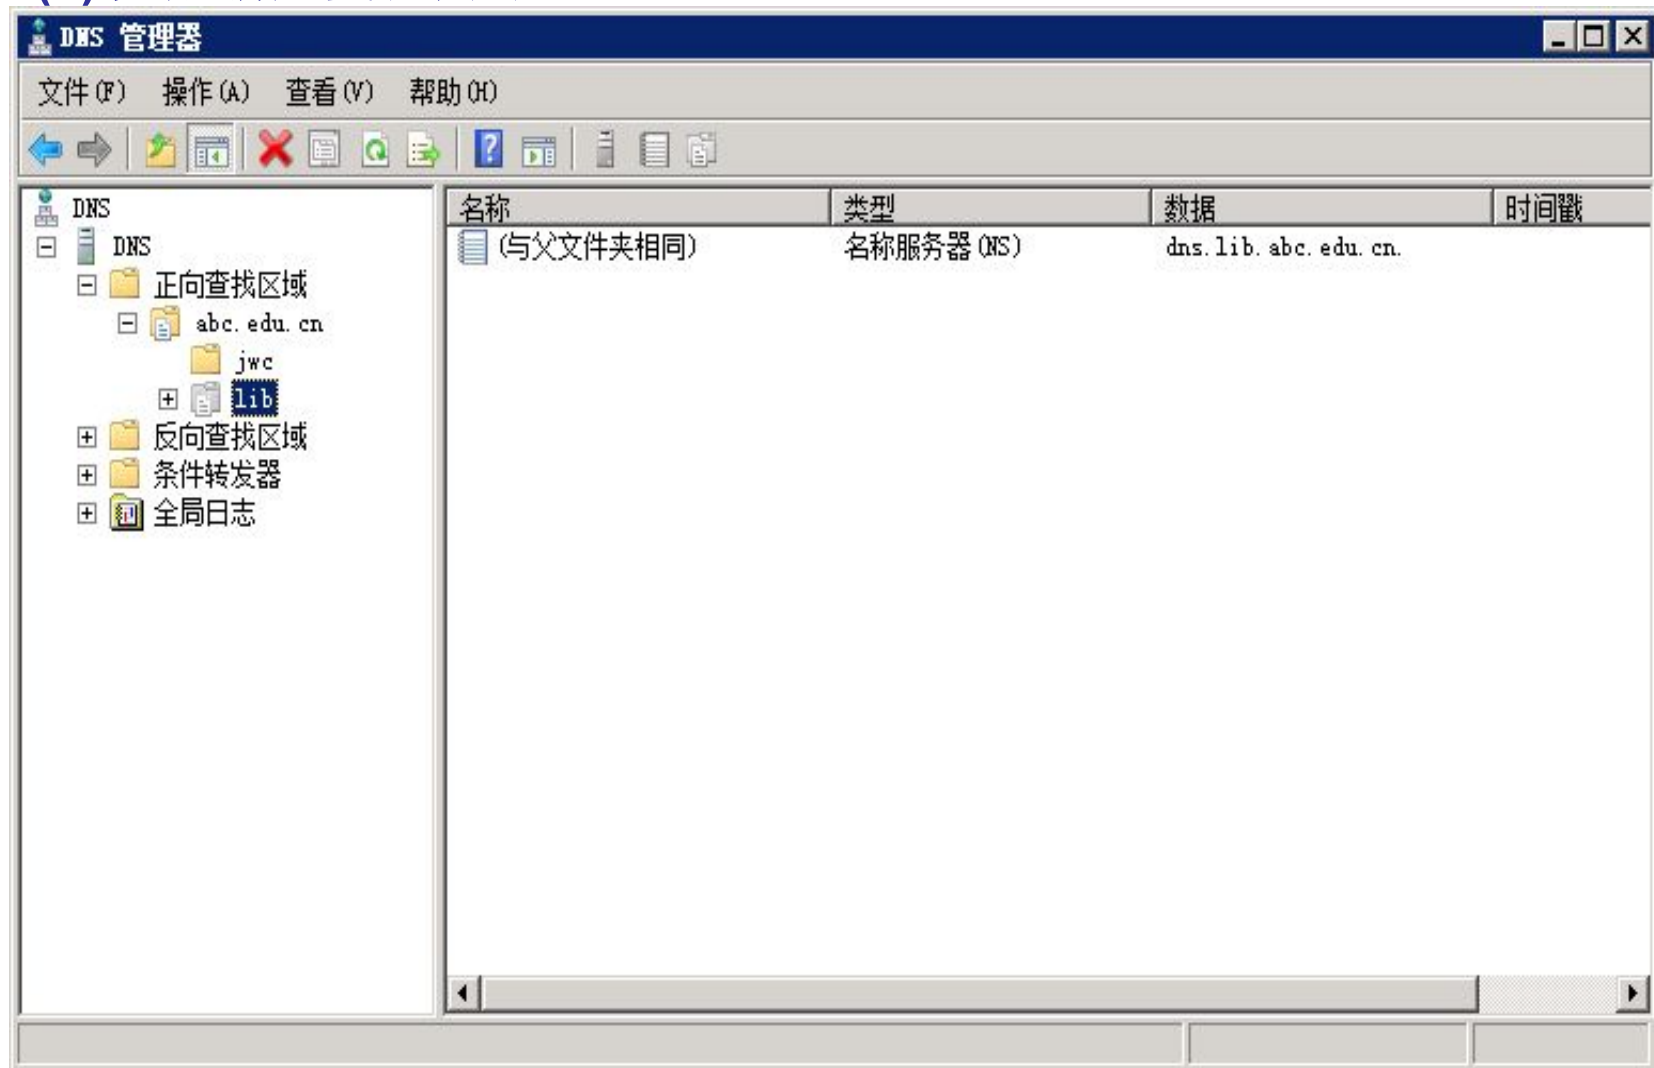 DNS 管理器
文件(F) 操作(A) 查看(V) 帮助(H)
DNS
DNS
正向查找区域
abc.edu.cn
jwc
lib
反向查找区域
条件转发器
全局日志
名称 类型 数据 时间戳
(与父文件夹相同) 名称服务器(NS) dns.lib.abc.edu.cn.